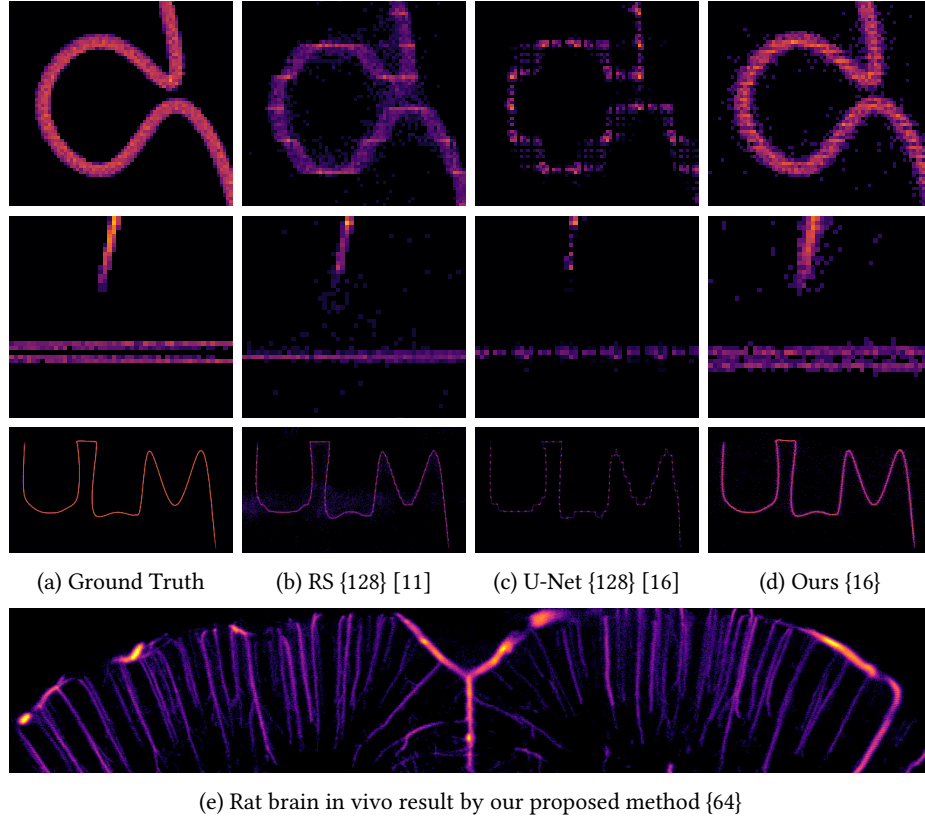 ULM
(a) Ground Truth
(b) RS {128} [11]
(c) U-Net {128} [16]
(d) Ours {16}
(e) Rat brain in vivo result by our proposed method {64}